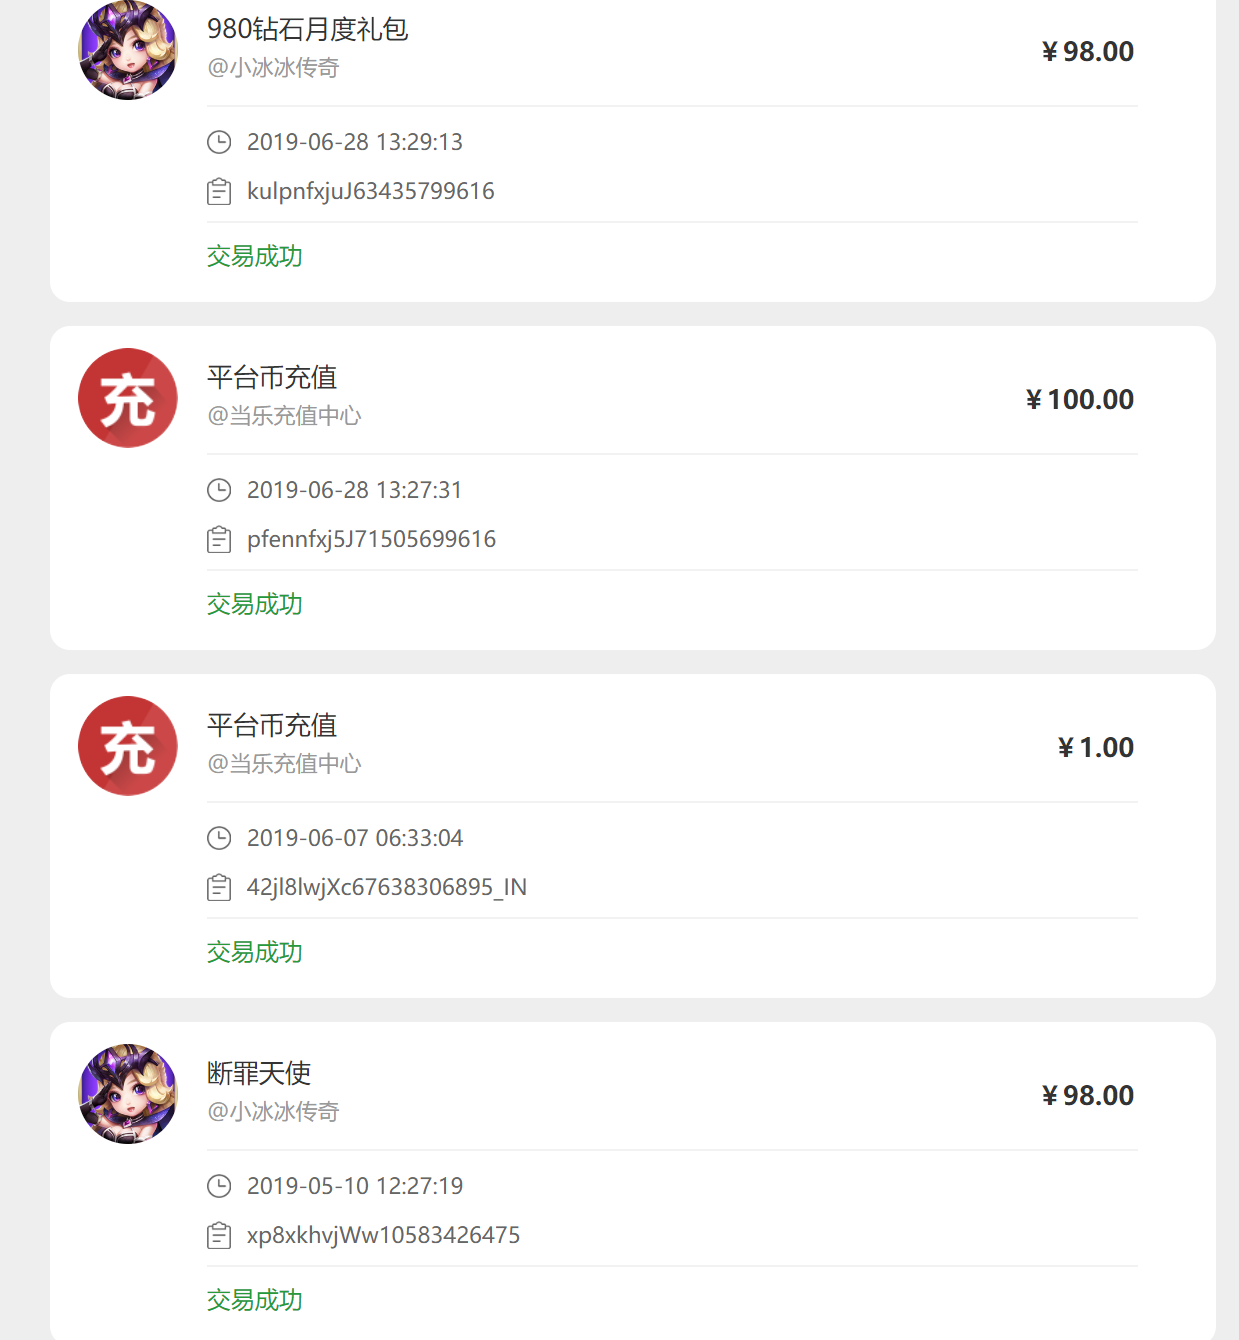 980钻石月度礼包
@小冰冰传奇
¥ 98.00
2019-06-28 13:29:13
kulpnfxjuJ63435799616
交易成功
充
平台币充值
@当乐充值中心
¥ 100.00
2019-06-28 13:27:31
pfennfxj5J71505699616
交易成功
充
平台币充值
@当乐充值中心
¥ 1.00
2019-06-07 06:33:04
42jl8lwjXc67638306895_IN
交易成功
断罪天使
@小冰冰传奇
¥ 98.00
2019-05-10 12:27:19
xp8xkhvjWw10583426475
交易成功